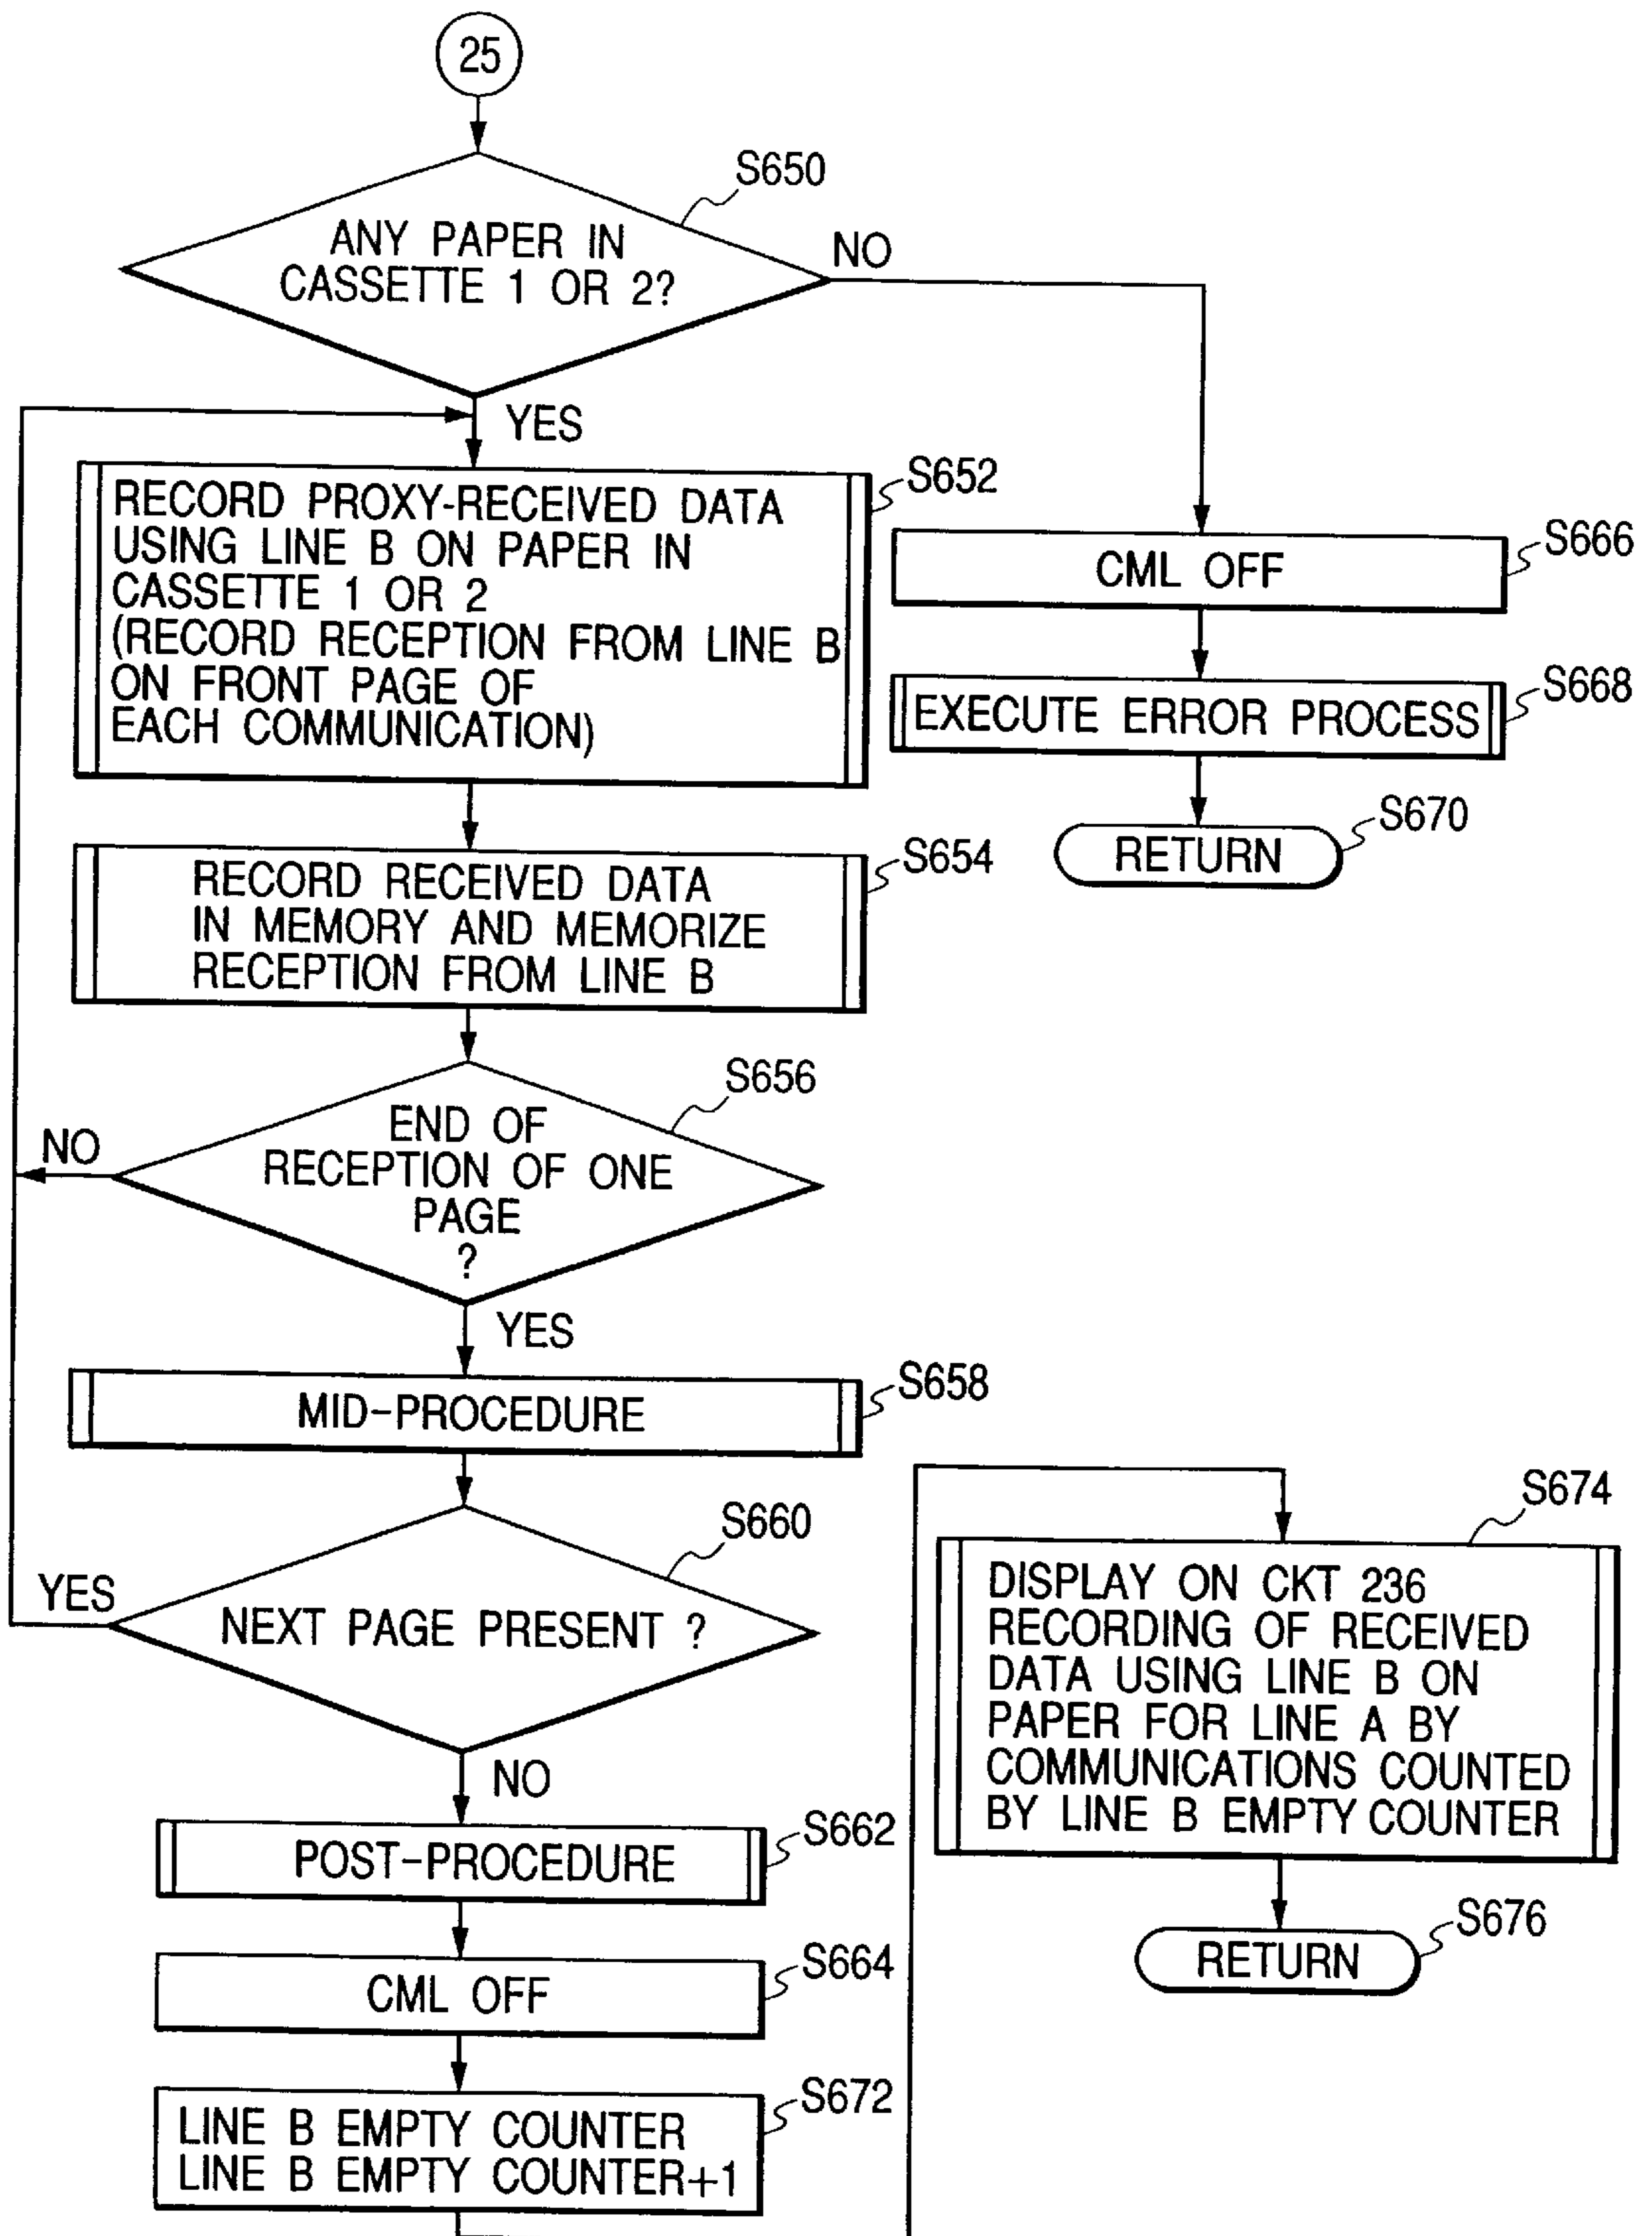 25
S650
ANY PAPER IN
CASSETTE 1 OR 2?
NO
YES
S652
RECORD PROXY-RECEIVED DATA
USING LINE B ON PAPER IN
CASSETTE 1 OR 2
(RECORD RECEPTION FROM LINE B
ON FRONT PAGE OF
EACH COMMUNICATION)
S666
CML OFF
S668
EXECUTE ERROR PROCESS
S670
RETURN
S654
RECORD RECEIVED DATA
IN MEMORY AND MEMORIZE
RECEPTION FROM LINE B
S656
END OF
RECEPTION OF ONE
PAGE
?
NO
YES
S658
MID-PROCEDURE
S660
NEXT PAGE PRESENT ?
YES
NO
S662
POST-PROCEDURE
S664
CML OFF
S672
LINE B EMPTY COUNTER
LINE B EMPTY COUNTER+1
S674
DISPLAY ON CKT 236
RECORDING OF RECEIVED
DATA USING LINE B ON
PAPER FOR LINE A BY
COMMUNICATIONS COUNTED
BY LINE B EMPTY COUNTER
S676
RETURN